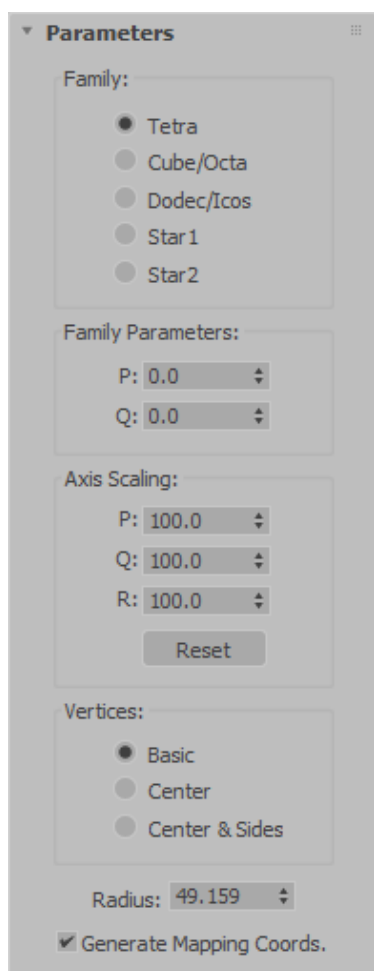 Parameters
Family:
Tetra
Cube/Octa
Dodec/Icos
Star1
Star2
Family Parameters:
P: 0.0
Q: 0.0
Axis Scaling:
P: 100.0
Q: 100.0
R: 100.0
Reset
Vertices:
Basic
Center
Center & Sides
Radius: 49.159
Generate Mapping Coords.